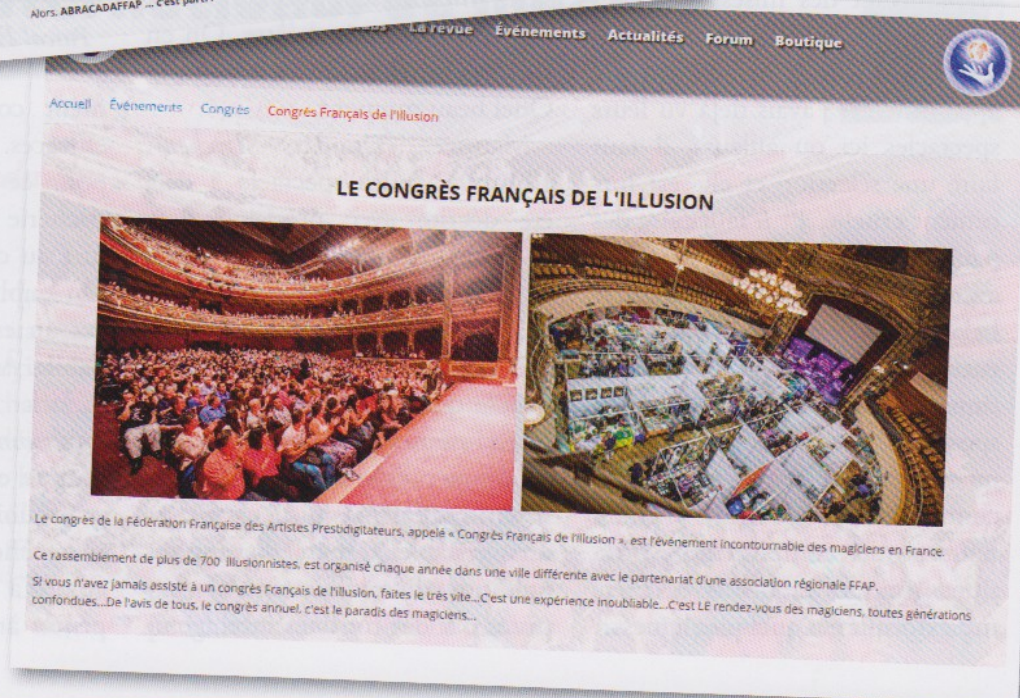 Alors, ABRACADAFFAP ... c'est parti
La revue Événements Actualités Forum Boutique
Accueil Événements Congrès Congrès Français de l'Illusion
LE CONGRÈS FRANÇAIS DE L'ILLUSION
Le congrès de la Fédération Française des Artistes Prestidigitateurs, appelé « Congrès Français de l'Illusion », est l'événement incontournable des magiciens en France.
Ce rassemblement de plus de 700 illusionnistes, est organisé chaque année dans une ville différente avec le partenariat d'une association régionale FFAP.
Si vous n'avez jamais assisté à un congrès Français de l'Illusion, faites le très vite...C'est une expérience inoubliable...C'est LE rendez-vous des magiciens, toutes générations
confondues...De l'avis de tous, le congrès annuel, c'est le paradis des magiciens...